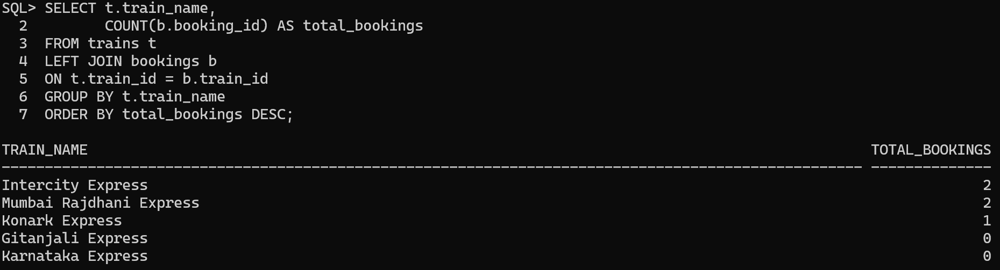 SQL> SELECT t.train_name,
  2         COUNT(b.booking_id) AS total_bookings
  3  FROM trains t
  4  LEFT JOIN bookings b
  5  ON t.train_id = b.train_id
  6  GROUP BY t.train_name
  7  ORDER BY total_bookings DESC;

TRAIN_NAME                                                                                           TOTAL_BOOKINGS
---------------------------------------------------------------------------------------------------- --------------
Intercity Express                                                                                                 2
Mumbai Rajdhani Express                                                                                           2
Konark Express                                                                                                    1
Gitanjali Express                                                                                                 0
Karnataka Express                                                                                                 0